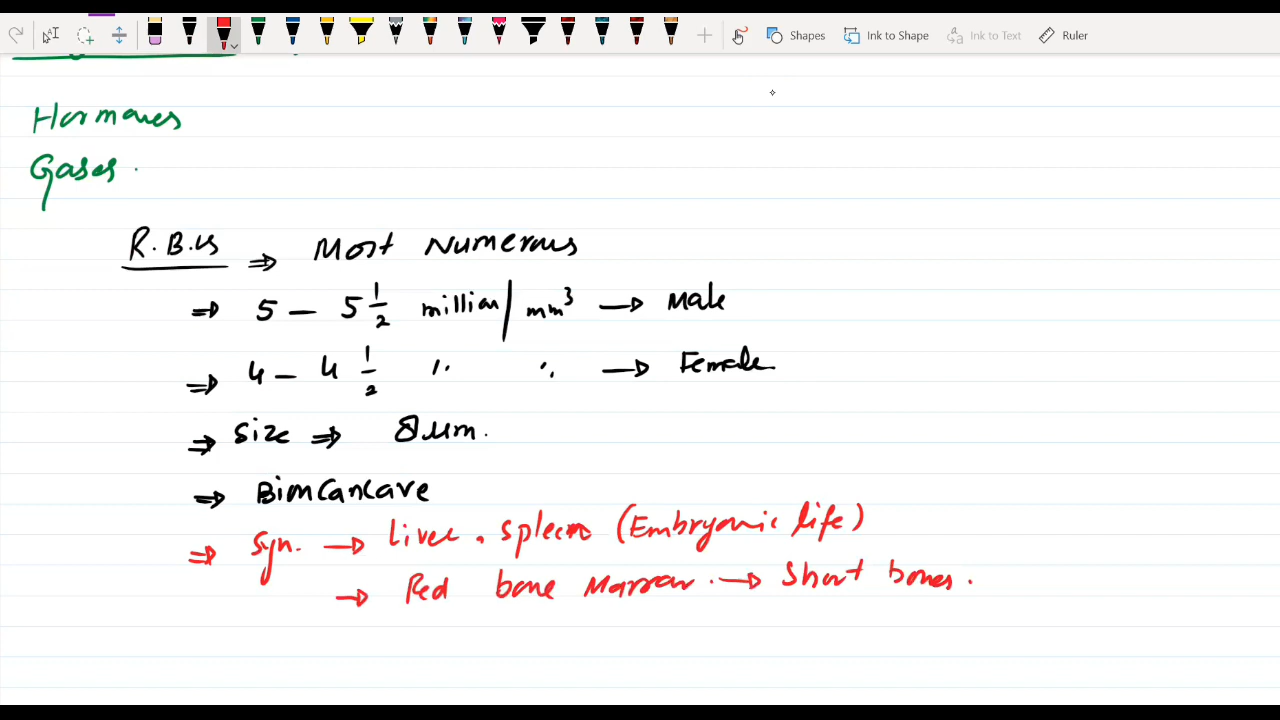 Shapes Ink to Shape Ink to Text Ruler
Hormones
Gases .
R.B.Cs ⇒ Most Numerous
⇒ 5 – 5 1/2 million / mm³ → Male
⇒ 4 – 4 1/2 〃 〃 → Female
⇒ Size ⇒ 8 μm.
⇒ Biconcave
⇒ Syn. → Liver . Spleen (Embryonic life)
→ Red bone Marrow. → Short bones.